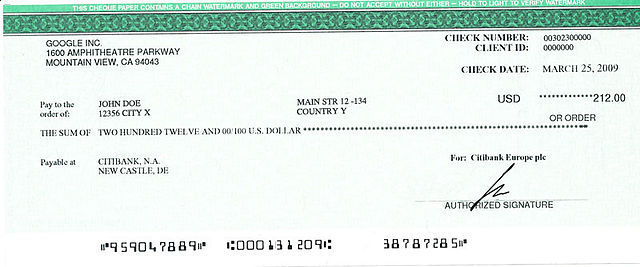 THIS CHEQUE PAPER CONTAINS A CHAIN WATERMARK AND GREEN BACKGROUND — DO NOT ACCEPT WITHOUT EITHER — HOLD TO LIGHT TO VERIFY WATERMARK
GOOGLE INC.
1600 AMPHITHEATRE PARKWAY
MOUNTAIN VIEW, CA 94043
CHECK NUMBER: 00302300000
CLIENT ID: 0000000
CHECK DATE: MARCH 25, 2009
Pay to the order of:
JOHN DOE
12356 CITY X
MAIN STR 12 -134
COUNTRY Y
USD ************212.00
OR ORDER
THE SUM OF TWO HUNDRED TWELVE AND 00/100 U.S. DOLLAR ************************************************
Payable at
CITIBANK, N.A.
NEW CASTLE, DE
For: Citibank Europe plc
AUTHORIZED SIGNATURE
⑈959047889⑈ ⑆000131209⑆ 38787285⑈